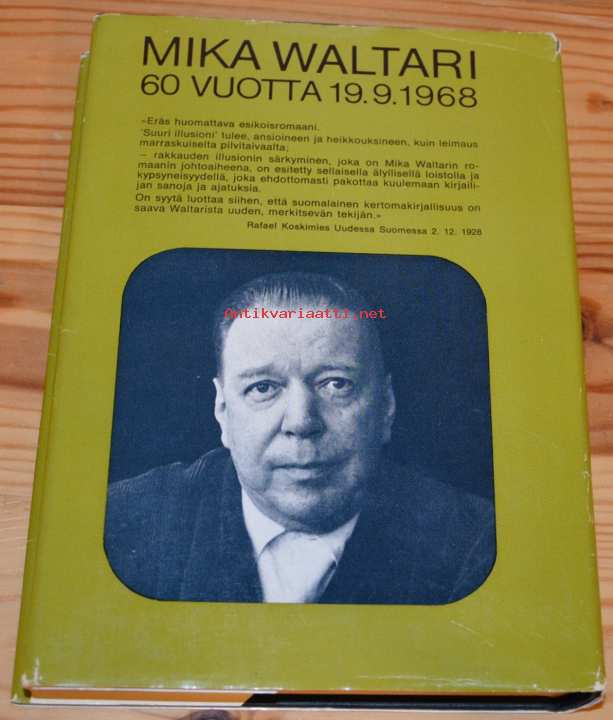 MIKA WALTARI
60 VUOTTA 19.9.1968
»Eräs huomattava esikoisromaani.
'Suuri illusioni' tulee, ansioineen ja heikkouksineen, kuin leimaus
marraskuiselta pilvitaivaalta;
— rakkauden illusionin särkyminen, joka on Mika Waltarin ro-
maanin johtoaiheena, on esitetty sellaisella älyllisellä loistolla ja
kypsyneisyydellä, joka ehdottomasti pakottaa kuulemaan kirjaili-
jan sanoja ja ajatuksia.
On syytä luottaa siihen, että suomalainen kertomakirjallisuus on
saava Waltarista uuden, merkitsevän tekijän.»
Rafael Koskimies Uudessa Suomessa 2. 12. 1928
Antikvariaatti.net